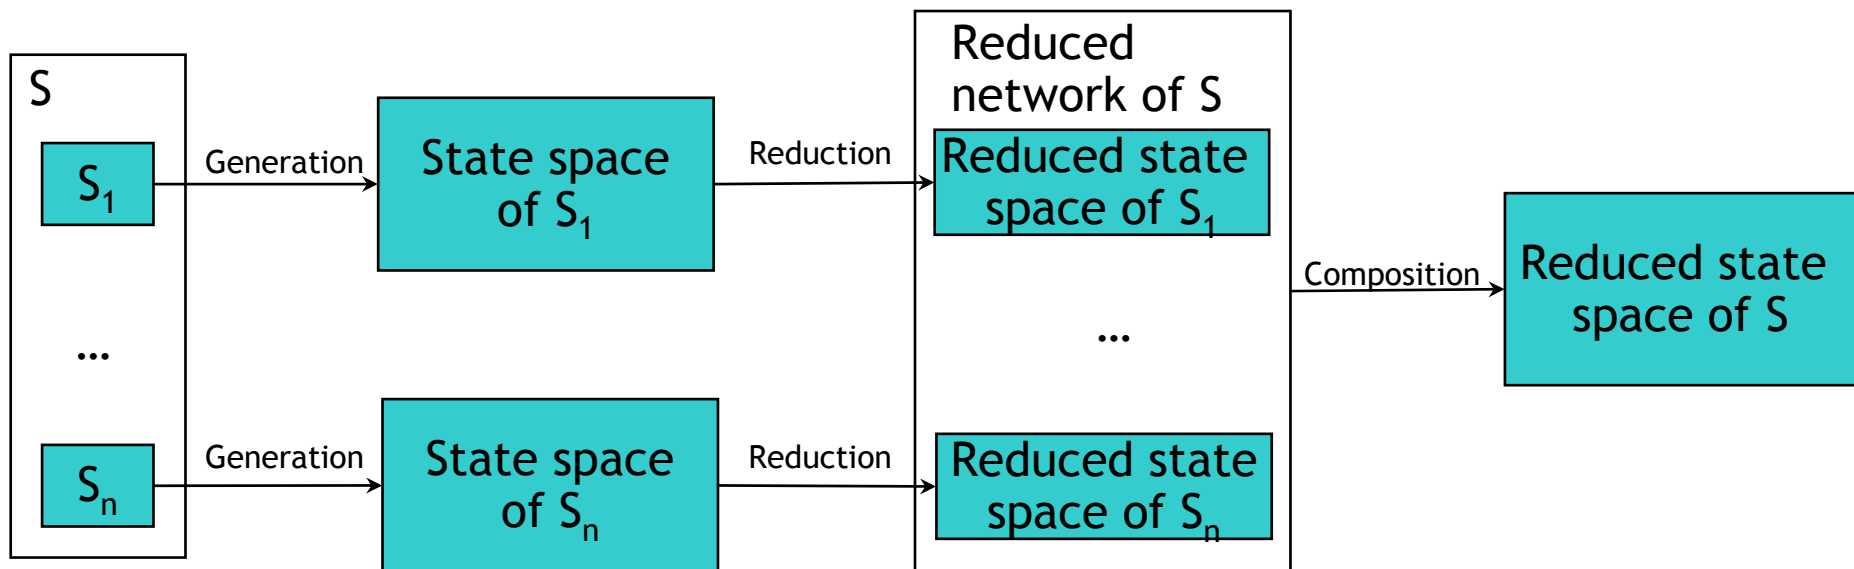 S
S₁
...
Sₙ
Generation
Generation
State space
of S₁
State space
of Sₙ
Reduction
Reduction
Reduced
network of S
Reduced state
space of S₁
...
Reduced state
space of Sₙ
Composition
Reduced state
space of S